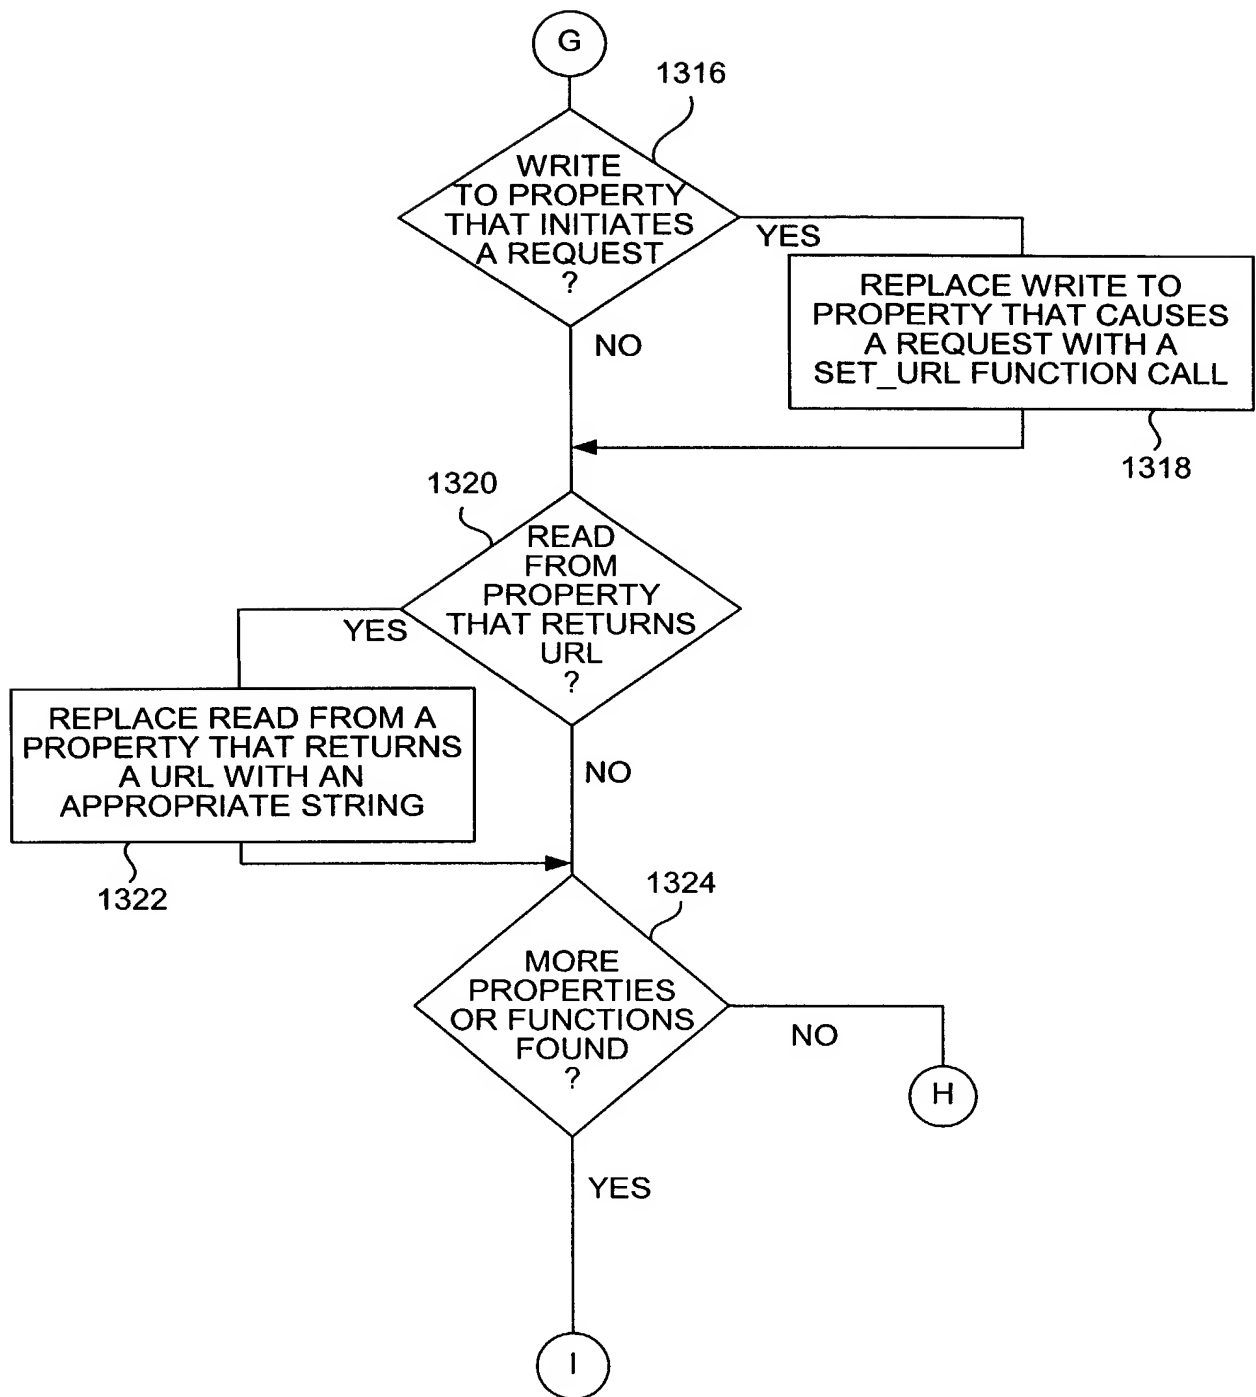 G
1316
WRITE
TO PROPERTY
THAT INITIATES
A REQUEST
?
YES
REPLACE WRITE TO
PROPERTY THAT CAUSES
A REQUEST WITH A
SET_URL FUNCTION CALL
NO
1318
1320
READ
FROM
PROPERTY
THAT RETURNS
URL
?
YES
REPLACE READ FROM A
PROPERTY THAT RETURNS
A URL WITH AN
APPROPRIATE STRING
NO
1322
1324
MORE
PROPERTIES
OR FUNCTIONS
FOUND
?
NO
H
YES
I